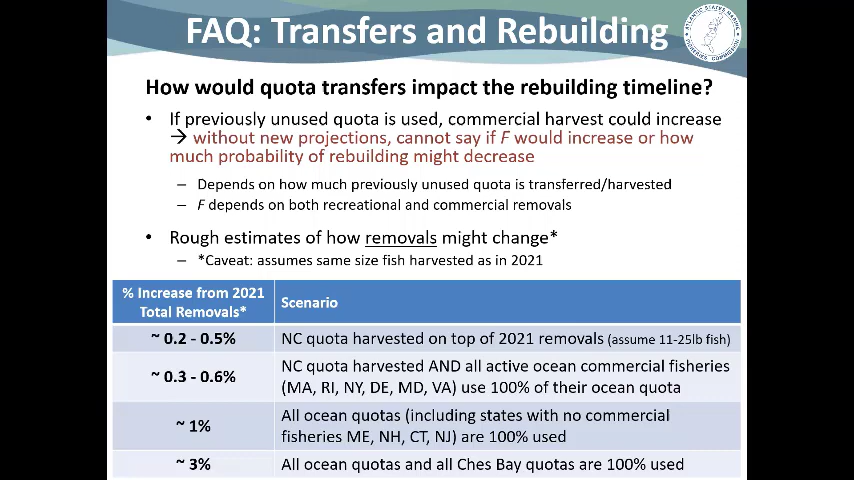 FAQ: Transfers and Rebuilding
ATLANTIC STATES MARINE
FISHERIES COMMISSION
How would quota transfers impact the rebuilding timeline?
• If previously unused quota is used, commercial harvest could increase
→ without new projections, cannot say if F would increase or how
much probability of rebuilding might decrease
– Depends on how much previously unused quota is transferred/harvested
– F depends on both recreational and commercial removals
• Rough estimates of how removals might change*
– *Caveat: assumes same size fish harvested as in 2021
% Increase from 2021
Total Removals*
Scenario
~ 0.2 - 0.5%
NC quota harvested on top of 2021 removals (assume 11-25lb fish)
~ 0.3 - 0.6%
NC quota harvested AND all active ocean commercial fisheries
(MA, RI, NY, DE, MD, VA) use 100% of their ocean quota
~ 1%
All ocean quotas (including states with no commercial
fisheries ME, NH, CT, NJ) are 100% used
~ 3%
All ocean quotas and all Ches Bay quotas are 100% used